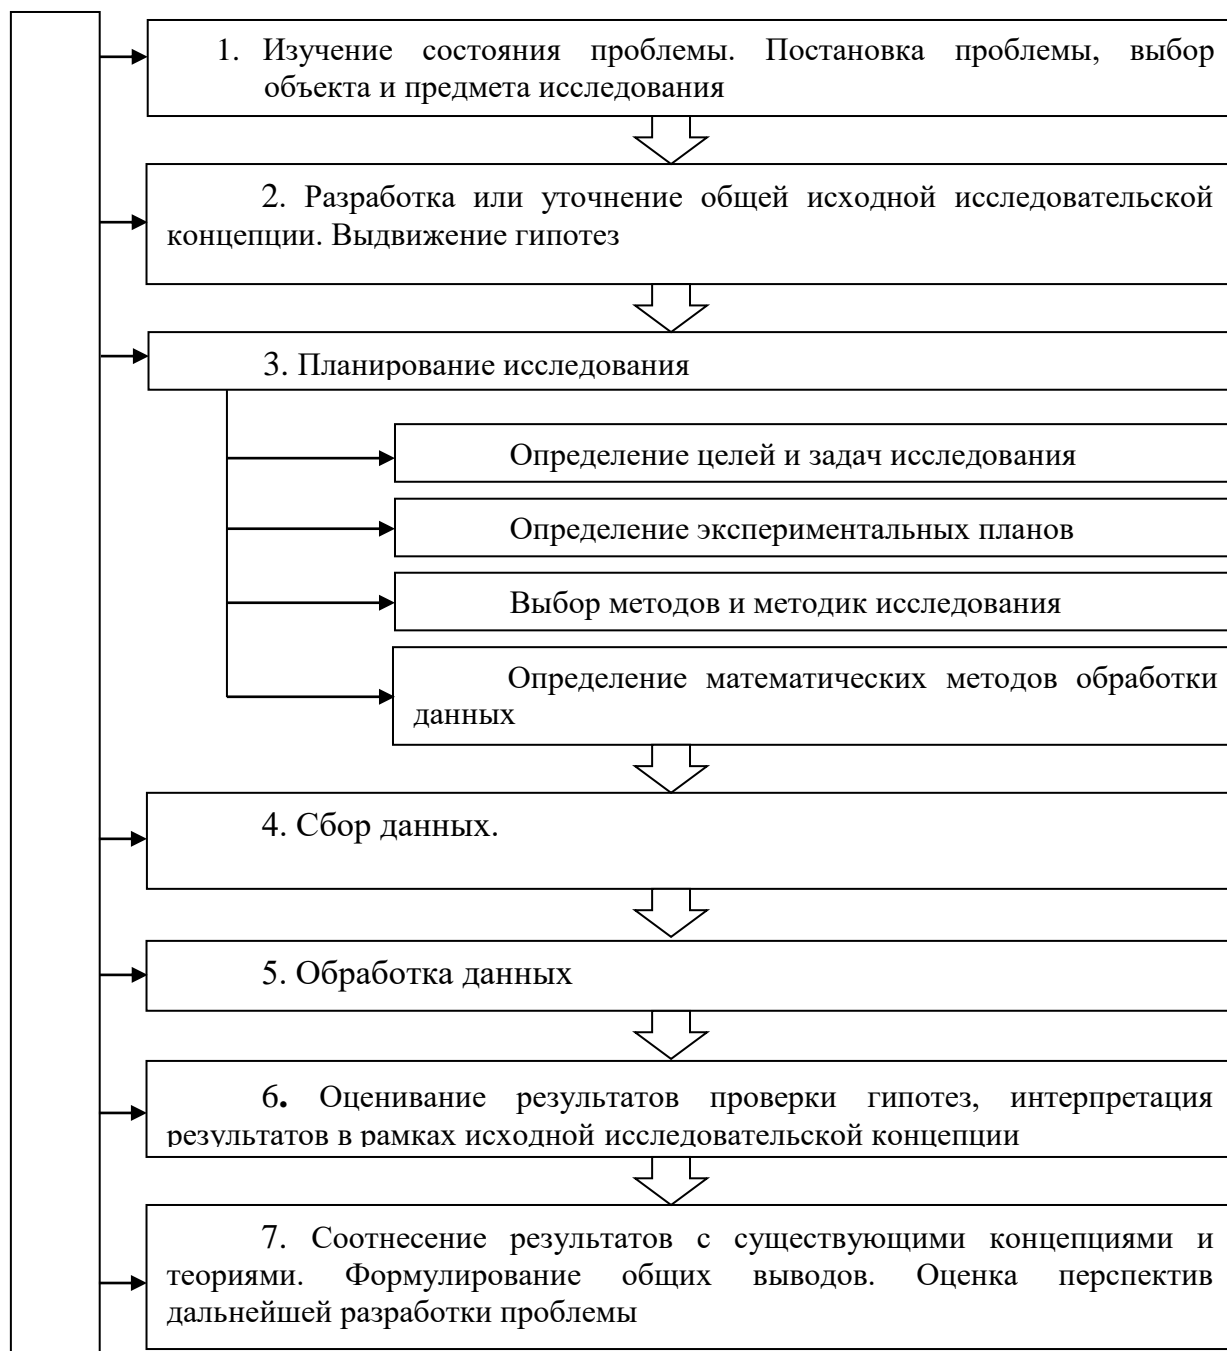 1. Изучение состояния проблемы. Постановка проблемы, выбор
объекта и предмета исследования
2. Разработка или уточнение общей исходной исследовательской
концепции. Выдвижение гипотез
3. Планирование исследования
Определение целей и задач исследования
Определение экспериментальных планов
Выбор методов и методик исследования
Определение математических методов обработки
данных
4. Сбор данных.
5. Обработка данных
6. Оценивание результатов проверки гипотез, интерпретация
результатов в рамках исходной исследовательской концепции
7. Соотнесение результатов с существующими концепциями и
теориями. Формулирование общих выводов. Оценка перспектив
дальнейшей разработки проблемы